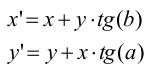 x' = x + y · tg(b)
y' = y + x · tg(a)